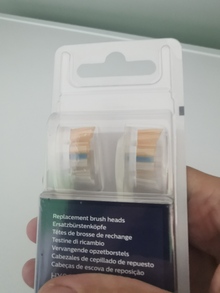 Replacement brush heads
Ersatzbürstenköpfe
Têtes de brosse de rechange
Testine di ricambio
Vervangende opzetborstels
Cabezales de cepillado de repuesto
Cabeças de escova de reposição